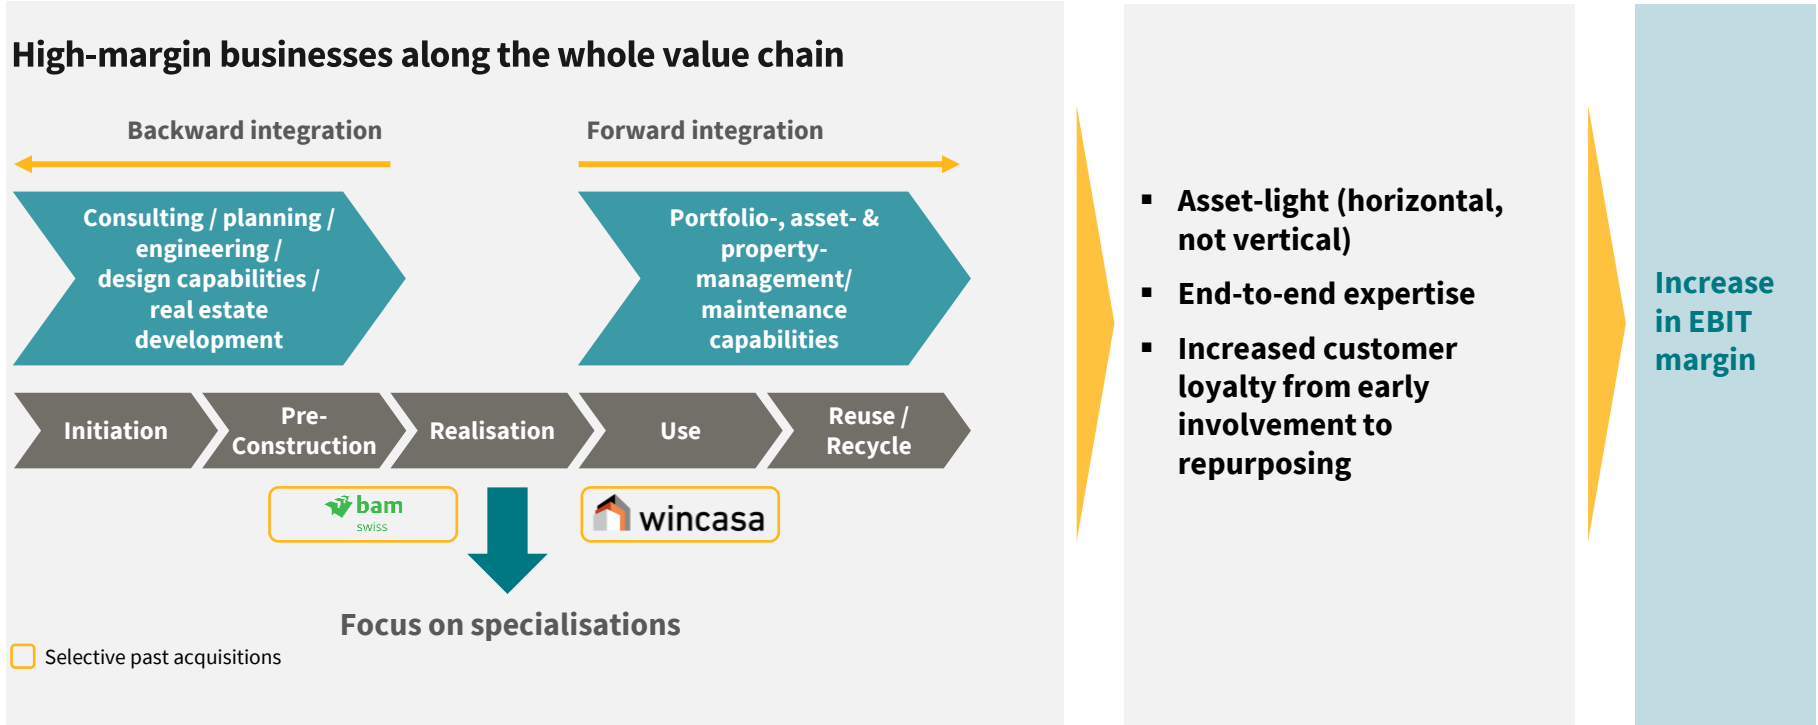 High-margin businesses along the whole value chain
Backward integration
Forward integration
Consulting / planning /
engineering /
design capabilities /
real estate
development
Portfolio-, asset- &
property-
management/
maintenance
capabilities
Initiation
Pre-
Construction
Realisation
Use
Reuse /
Recycle
bam
swiss
wincasa
Focus on specialisations
Selective past acquisitions
▪ Asset-light (horizontal,
not vertical)
▪ End-to-end expertise
▪ Increased customer
loyalty from early
involvement to
repurposing
Increase
in EBIT
margin